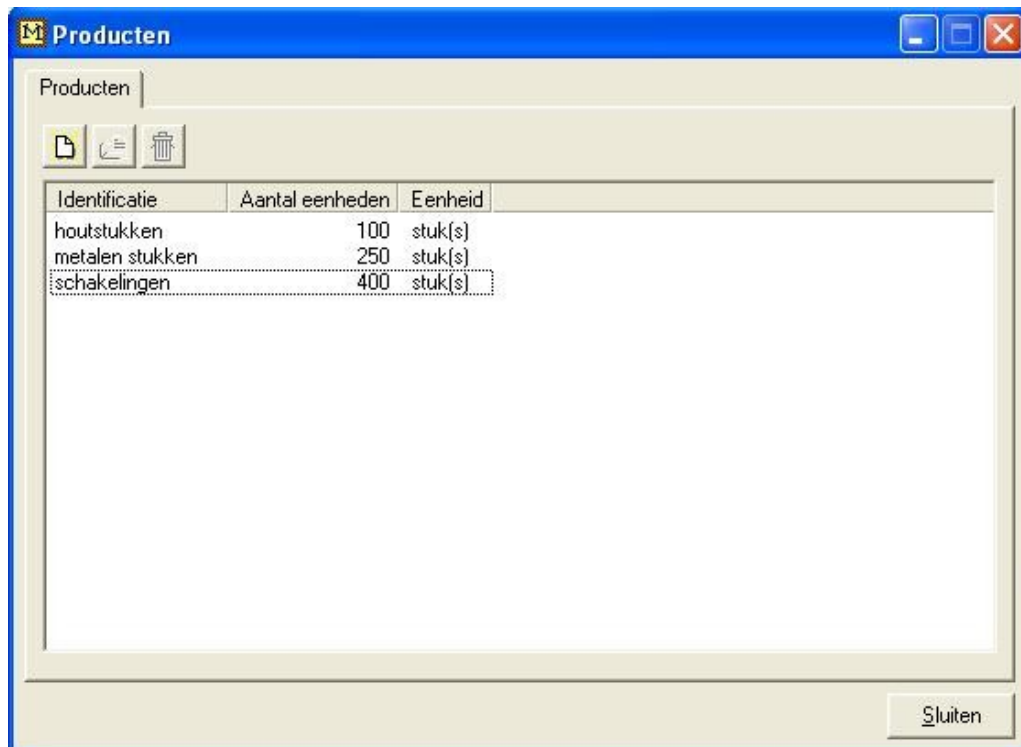 Producten
Producten
Identificatie Aantal eenheden Eenheid
houtstukken 100 stuk(s)
metalen stukken 250 stuk(s)
schakelingen 400 stuk(s)
Sluiten